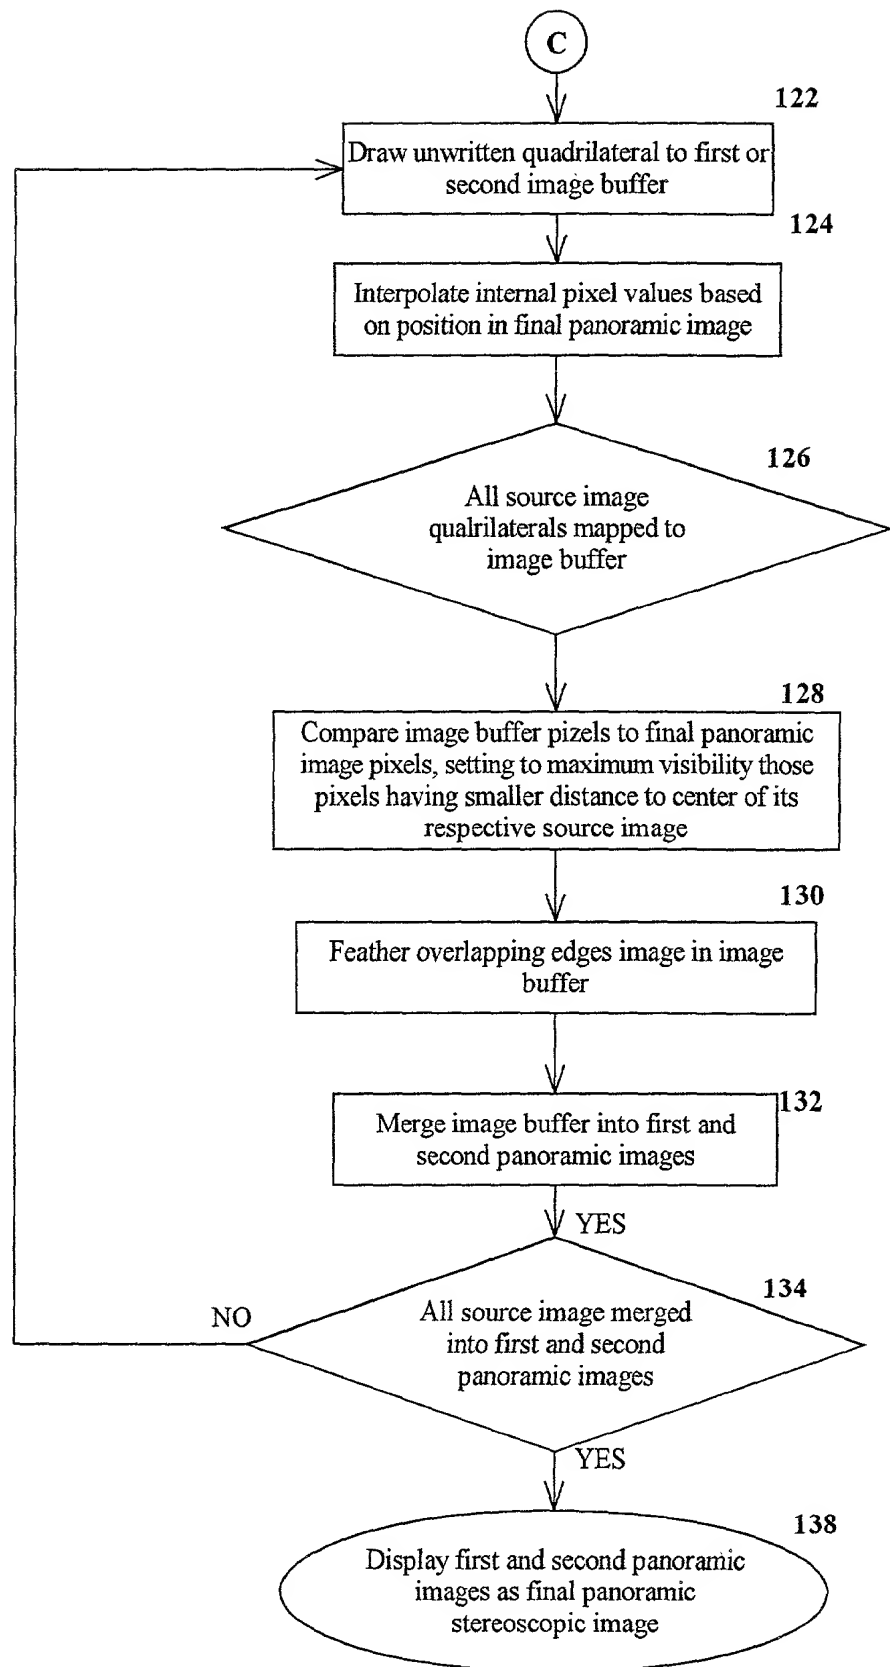 C
122
Draw unwritten quadrilateral to first or
second image buffer
124
Interpolate internal pixel values based
on position in final panoramic image
126
All source image
qualrilaterals mapped to
image buffer
128
Compare image buffer pizels to final panoramic
image pixels, setting to maximum visibility those
pixels having smaller distance to center of its
respective source image
130
Feather overlapping edges image in image
buffer
132
Merge image buffer into first and
second panoramic images
YES
134
NO
All source image merged
into first and second
panoramic images
YES
138
Display first and second panoramic
images as final panoramic
stereoscopic image